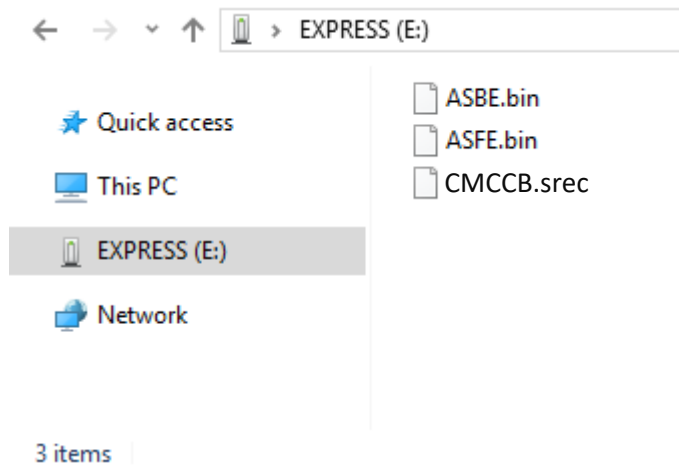 EXPRESS (E:)
Quick access
This PC
EXPRESS (E:)
Network
ASBE.bin
ASFE.bin
CMCCB.srec
3 items